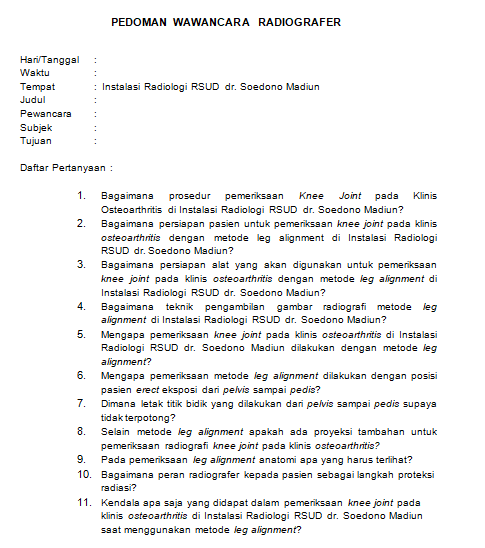 PEDOMAN WAWANCARA RADIOGRAFER
Hari/Tanggal :
Waktu :
Tempat : Instalasi Radiologi RSUD dr. Soedono Madiun
Judul :
Pewancara :
Subjek :
Tujuan :
Daftar Pertanyaan :
1. Bagaimana prosedur pemeriksaan Knee Joint pada Klinis
Osteoarthritis di Instalasi Radiologi RSUD dr. Soedono Madiun?
2. Bagaimana persiapan pasien untuk pemeriksaan knee joint pada klinis
osteoarthritis dengan metode leg alignment di Instalasi Radiologi
RSUD dr. Soedono Madiun?
3. Bagaimana persiapan alat yang akan digunakan untuk pemeriksaan
knee joint pada klinis osteoarthritis dengan metode leg alignment di
Instalasi Radiologi RSUD dr. Soedono Madiun?
4. Bagaimana teknik pengambilan gambar radiografi metode leg
alignment di Instalasi Radiologi RSUD dr. Soedono Madiun?
5. Mengapa pemeriksaan knee joint pada klinis osteoarthritis di Instalasi
Radiologi RSUD dr. Soedono Madiun dilakukan dengan metode leg
alignment?
6. Mengapa pemeriksaan metode leg alignment dilakukan dengan posisi
pasien erect eksposi dari pelvis sampai pedis?
7. Dimana letak titik bidik yang dilakukan dari pelvis sampai pedis supaya
tidak terpotong?
8. Selain metode leg alignment apakah ada proyeksi tambahan untuk
pemeriksaan radiografi knee joint pada klinis osteoarthritis?
9. Pada pemeriksaan leg alignment anatomi apa yang harus terlihat?
10. Bagaimana peran radiografer kepada pasien sebagai langkah proteksi
radiasi?
11. Kendala apa saja yang didapat dalam pemeriksaan knee joint pada
klinis osteoarthritis di Instalasi Radiologi RSUD dr. Soedono Madiun
saat menggunakan metode leg alignment?